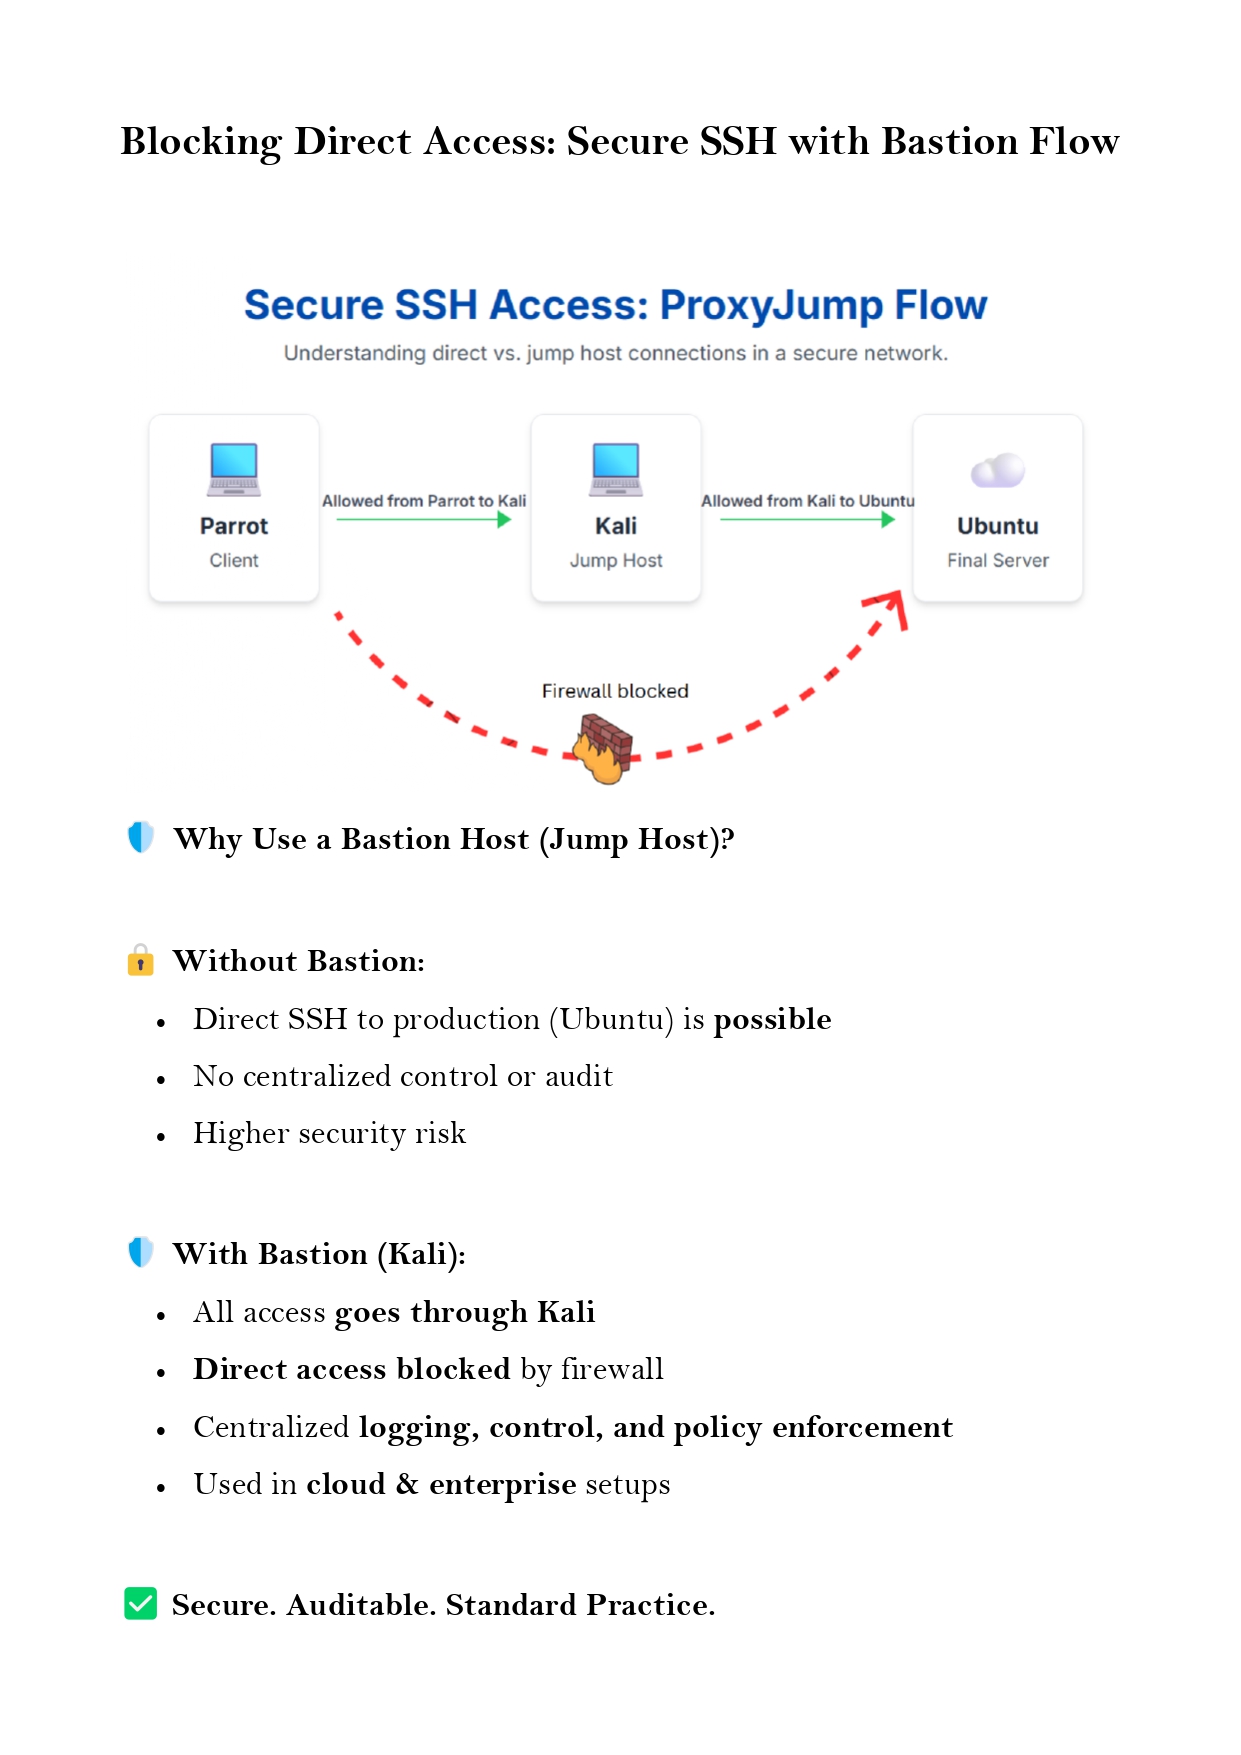 Blocking Direct Access: Secure SSH with Bastion Flow
Secure SSH Access: ProxyJump Flow
Understanding direct vs. jump host connections in a secure network.
Parrot
Client
Allowed from Parrot to Kali
Kali
Jump Host
Allowed from Kali to Ubuntu
Ubuntu
Final Server
Firewall blocked
Why Use a Bastion Host (Jump Host)?
Without Bastion:
• Direct SSH to production (Ubuntu) is possible
• No centralized control or audit
• Higher security risk
With Bastion (Kali):
• All access goes through Kali
• Direct access blocked by firewall
• Centralized logging, control, and policy enforcement
• Used in cloud & enterprise setups
Secure. Auditable. Standard Practice.